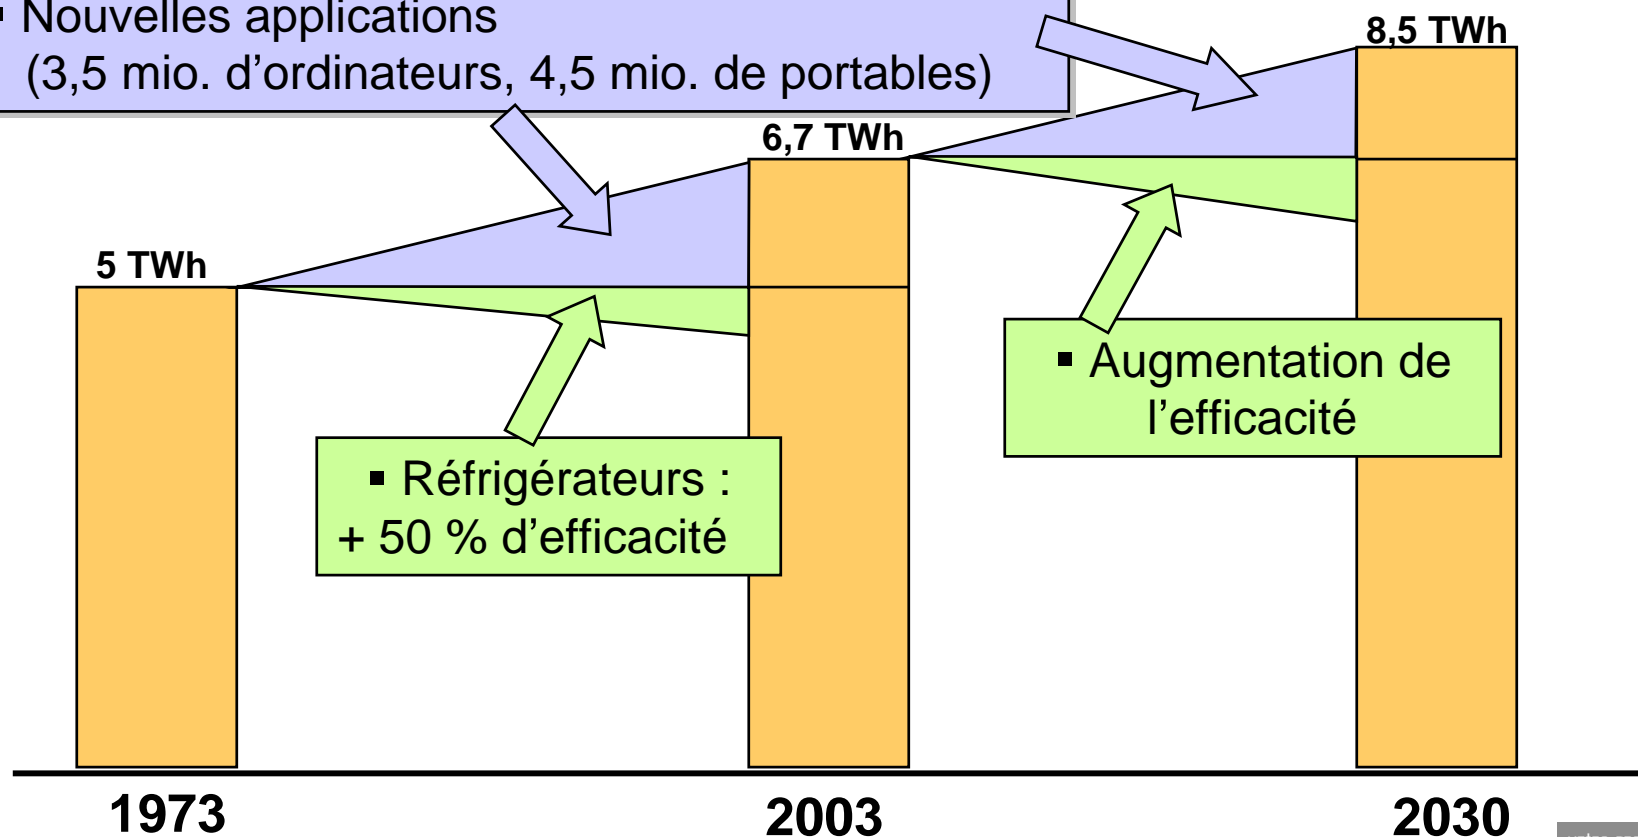 ▪ Nouvelles applications
(3,5 mio. d’ordinateurs, 4,5 mio. de portables)
8,5 TWh
6,7 TWh
5 TWh
▪ Augmentation de
l’efficacité
▪ Réfrigérateurs :
+ 50 % d’efficacité
1973
2003
2030